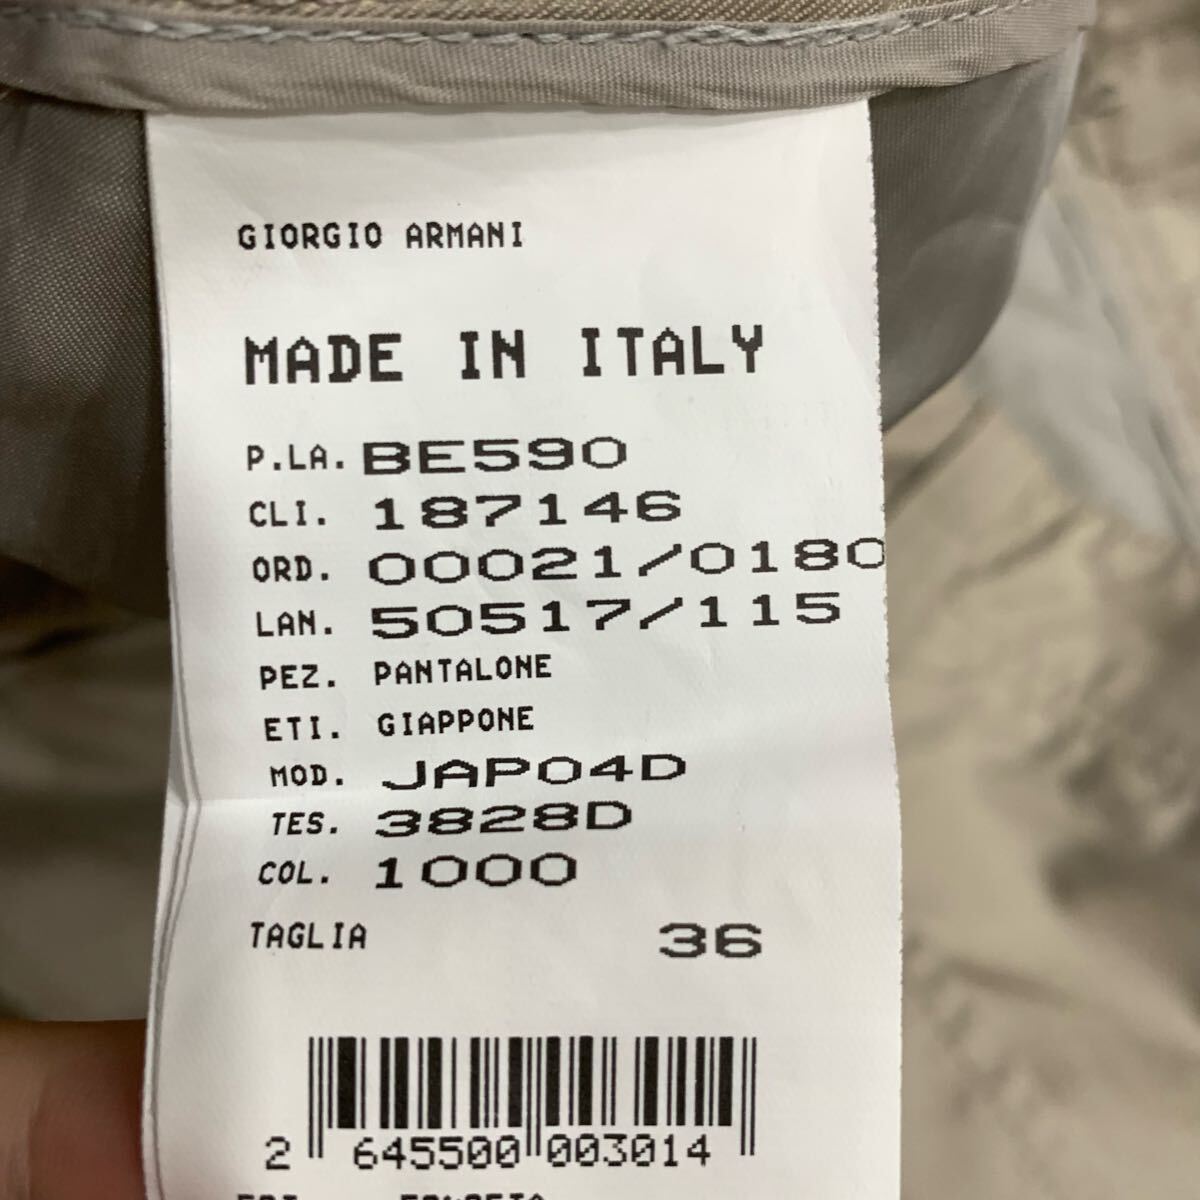 GIORGIO ARMANI
MADE IN ITALY
P.LA. BE590
CLI. 187146
ORD. 00021/0180
LAN. 50517/115
PEZ. PANTALONE
ETI. GIAPPONE
MOD. JAP04D
TES. 3828D
COL. 1000
TAGLIA 36
2 645500 003014